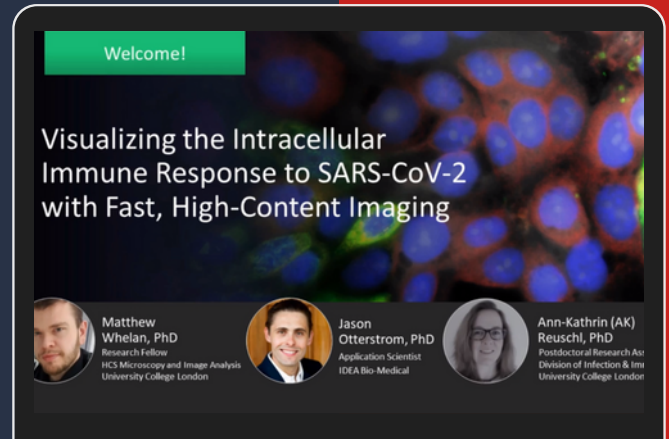 Welcome!
Visualizing the Intracellular
Immune Response to SARS-CoV-2
with Fast, High-Content Imaging
Matthew
Whelan, PhD
Research Fellow
HCS Microscopy and Image Analysis
University College London
Jason
Otterstrom, PhD
Application Scientist
IDEA Bio-Medical
Ann-Kathrin (AK)
Reuschl, PhD
Postdoctoral Research
Division of Infection &
University College London